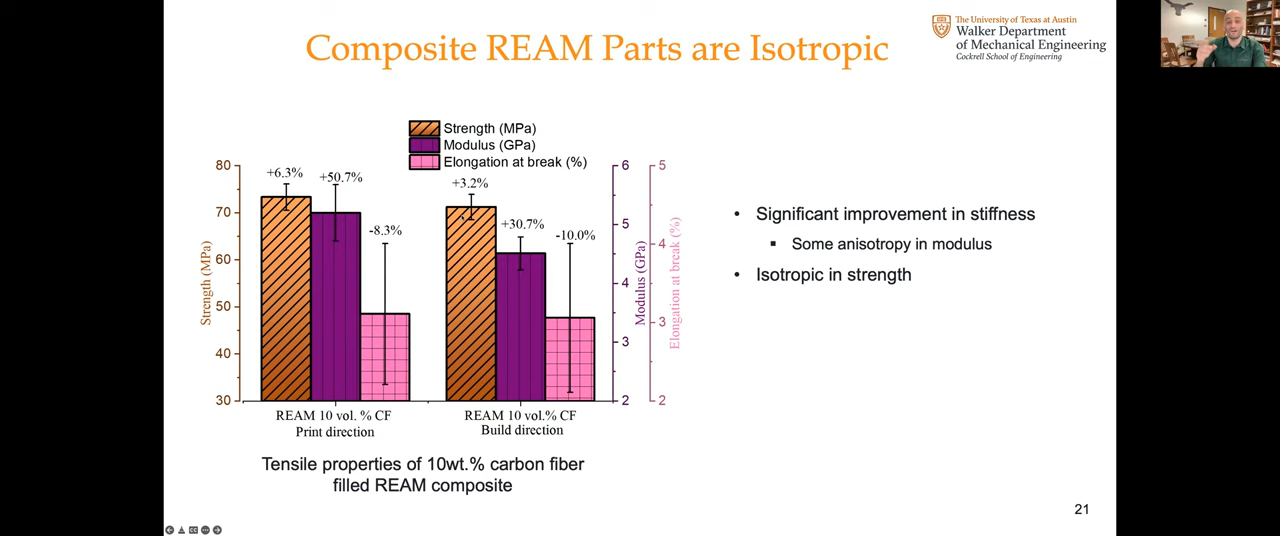 Composite REAM Parts are Isotropic
The University of Texas at Austin
Walker Department
of Mechanical Engineering
Cockrell School of Engineering
Strength (MPa)
Modulus (GPa)
Elongation at break (%)
80
70
60
50
40
30
Strength (MPa)
+6.3%
+50.7%
-8.3%
+3.2%
+30.7%
-10.0%
6
5
4
3
2
Modulus (GPa)
5
4
3
2
Elongation at break (%)
REAM 10 vol. % CF
Print direction
REAM 10 vol.% CF
Build direction
Tensile properties of 10wt.% carbon fiber
filled REAM composite
• Significant improvement in stiffness
▪ Some anisotropy in modulus
• Isotropic in strength
21